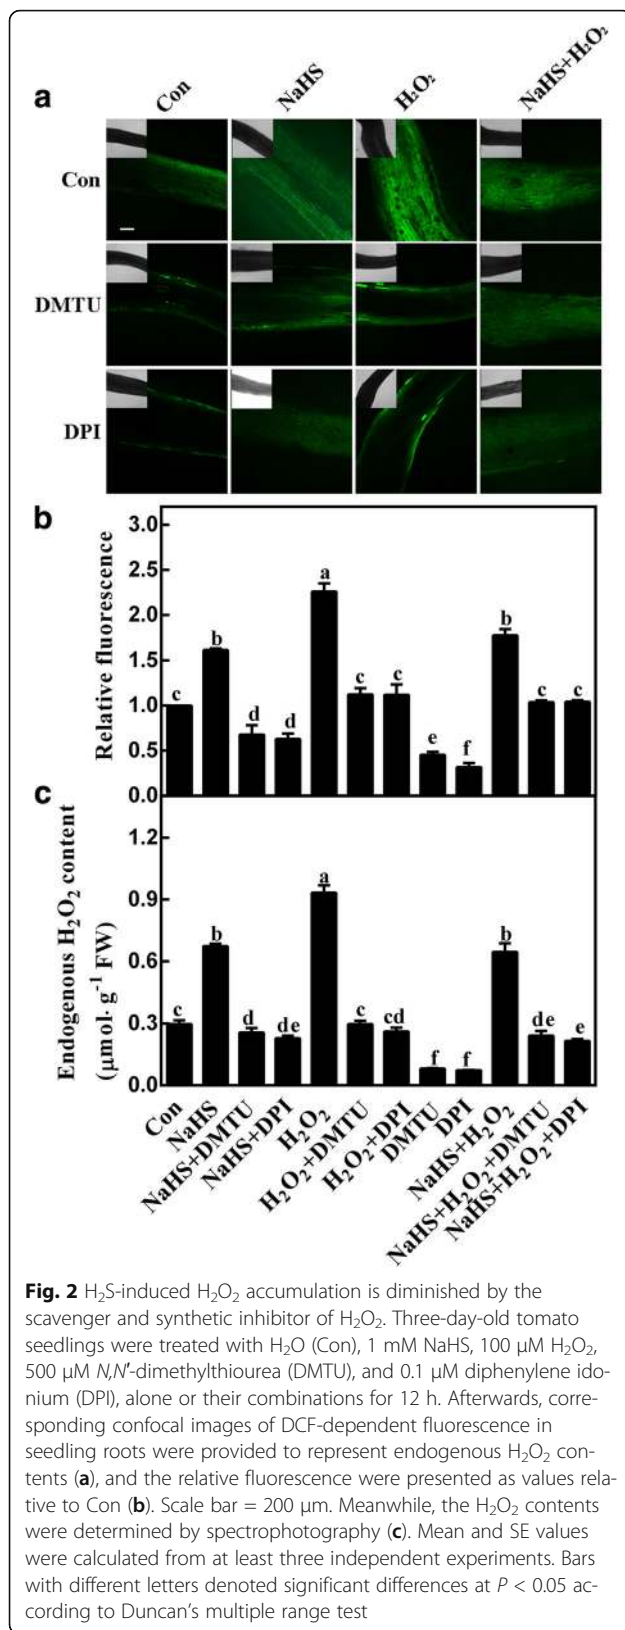 a
Con NaHS H₂O₂ NaHS+H₂O₂
Con
DMTU
DPI
b
Relative fluorescence
3.0
2.5
2.0
1.5
1.0
0.5
0.0
c b d d a c c e f b c c
c
Endogenous H₂O₂ content
(μmol· g⁻¹ FW)
1.2
0.9
0.6
0.3
0.0
c b d de a c cd f f b de e
Con
NaHS
NaHS+DMTU
NaHS+DPI
H₂O₂
H₂O₂+DMTU
H₂O₂+DPI
DMTU
DPI
NaHS+H₂O₂
NaHS+H₂O₂+DMTU
NaHS+H₂O₂+DPI
Fig. 2 H₂S-induced H₂O₂ accumulation is diminished by the
scavenger and synthetic inhibitor of H₂O₂. Three-day-old tomato
seedlings were treated with H₂O (Con), 1 mM NaHS, 100 μM H₂O₂,
500 μM N,N′-dimethylthiourea (DMTU), and 0.1 μM diphenylene ido-
nium (DPI), alone or their combinations for 12 h. Afterwards, corre-
sponding confocal images of DCF-dependent fluorescence in
seedling roots were provided to represent endogenous H₂O₂ con-
tents (a), and the relative fluorescence were presented as values rela-
tive to Con (b). Scale bar = 200 μm. Meanwhile, the H₂O₂ contents
were determined by spectrophotography (c). Mean and SE values
were calculated from at least three independent experiments. Bars
with different letters denoted significant differences at P < 0.05 ac-
cording to Duncan's multiple range test